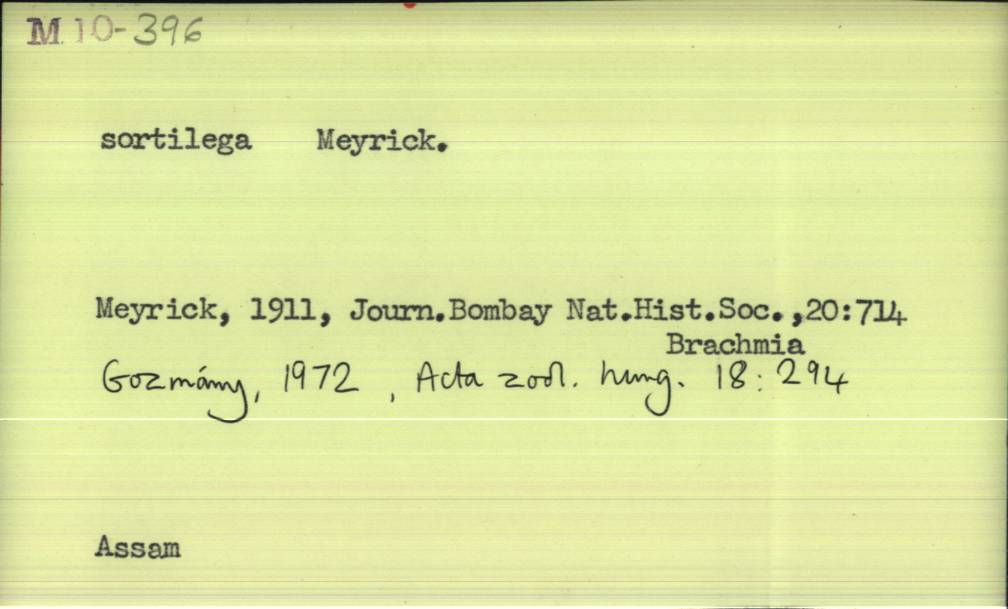 M 10-396
sortilega Meyrick.
Meyrick, 1911, Journ.Bombay Nat.Hist.Soc.,20:714
Brachmia
Gozmány, 1972, Acta zool. hung. 18:294
Assam